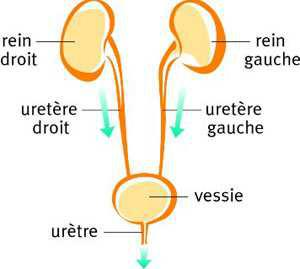 rein
droit
rein
gauche
uretère
droit
uretère
gauche
vessie
urètre